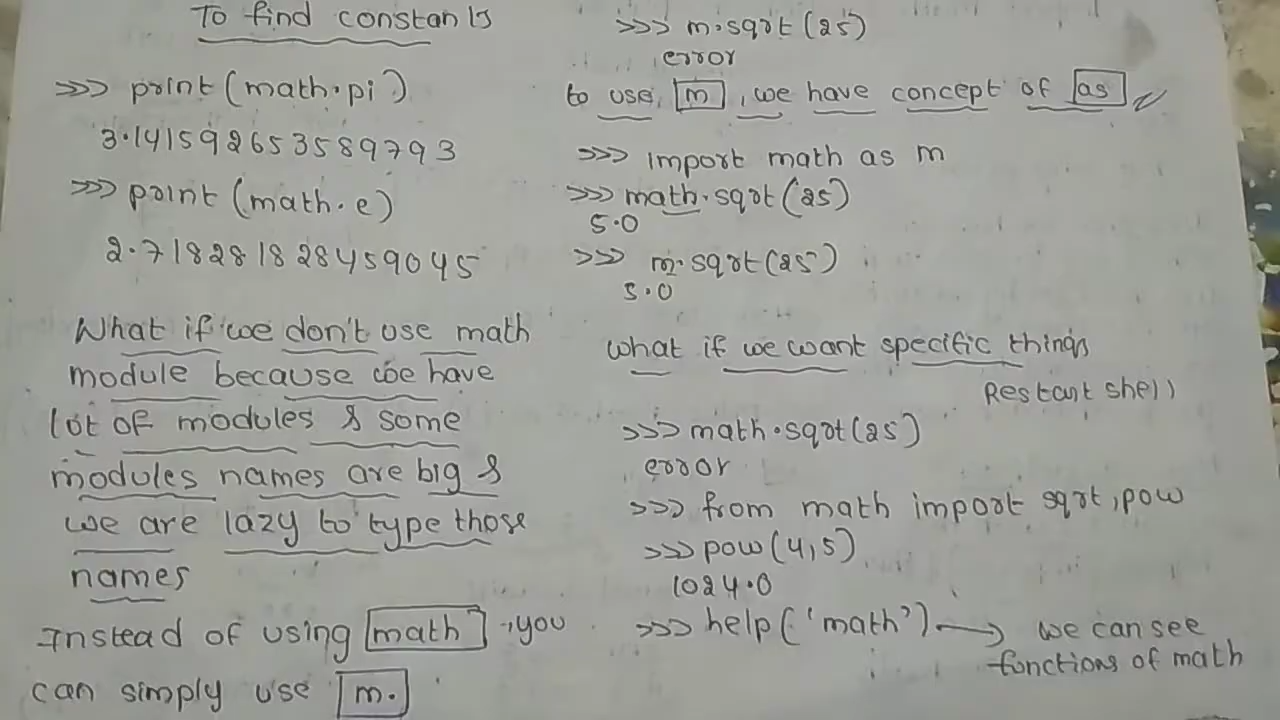 To find constants
>>> print(math.pi)
3.141592653589793
>>> print(math.e)
2.718281828459045
What if we don't use math
module because we have
lot of modules & some
modules names are big &
we are lazy to type those
names
Instead of using math, you
can simply use m.
>>> m.sqrt(25)
error
to use m, we have concept of as
>>> import math as m
>>> math.sqrt(25)
5.0
>>> m.sqrt(25)
5.0
what if we want specific things
Restart shell
>>> math.sqrt(25)
error
>>> from math import sqrt, pow
>>> pow(4,5)
1024.0
>>> help('math') → we can see
functions of math